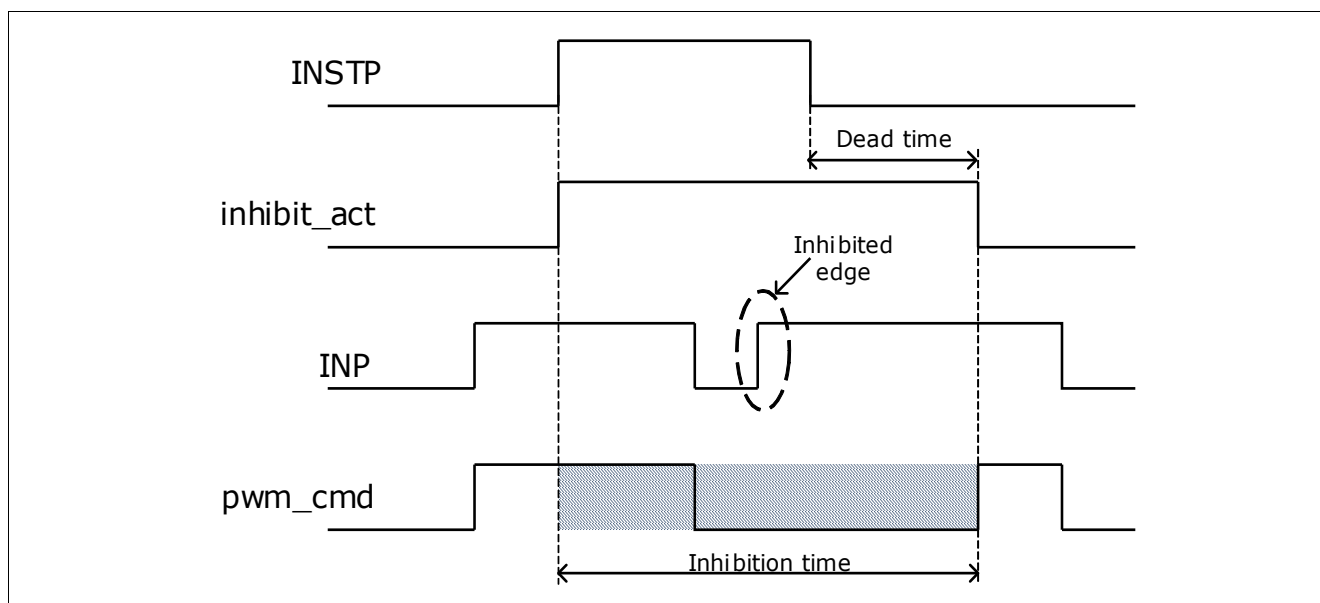 INSTP
Dead time
inhibit_act
Inhibited
edge
INP
pwm_cmd
Inhibition time